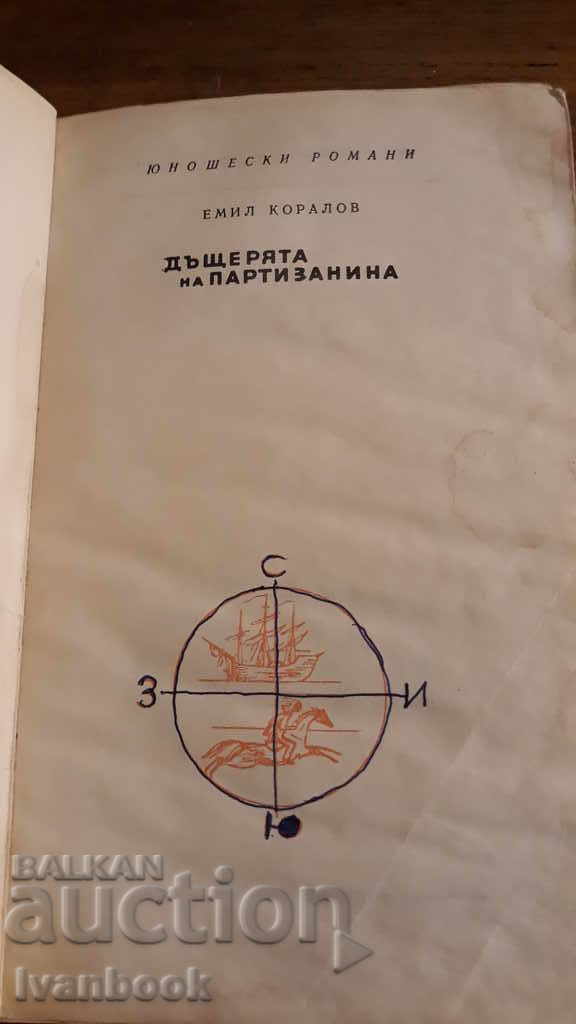 ЮНОШЕСКИ РОМАНИ
ЕМИЛ КОРАЛОВ
ДЪЩЕРЯТА
НА ПАРТИЗАНИНА
С
З И
Ю
BALKAN
auction
Ivanbook